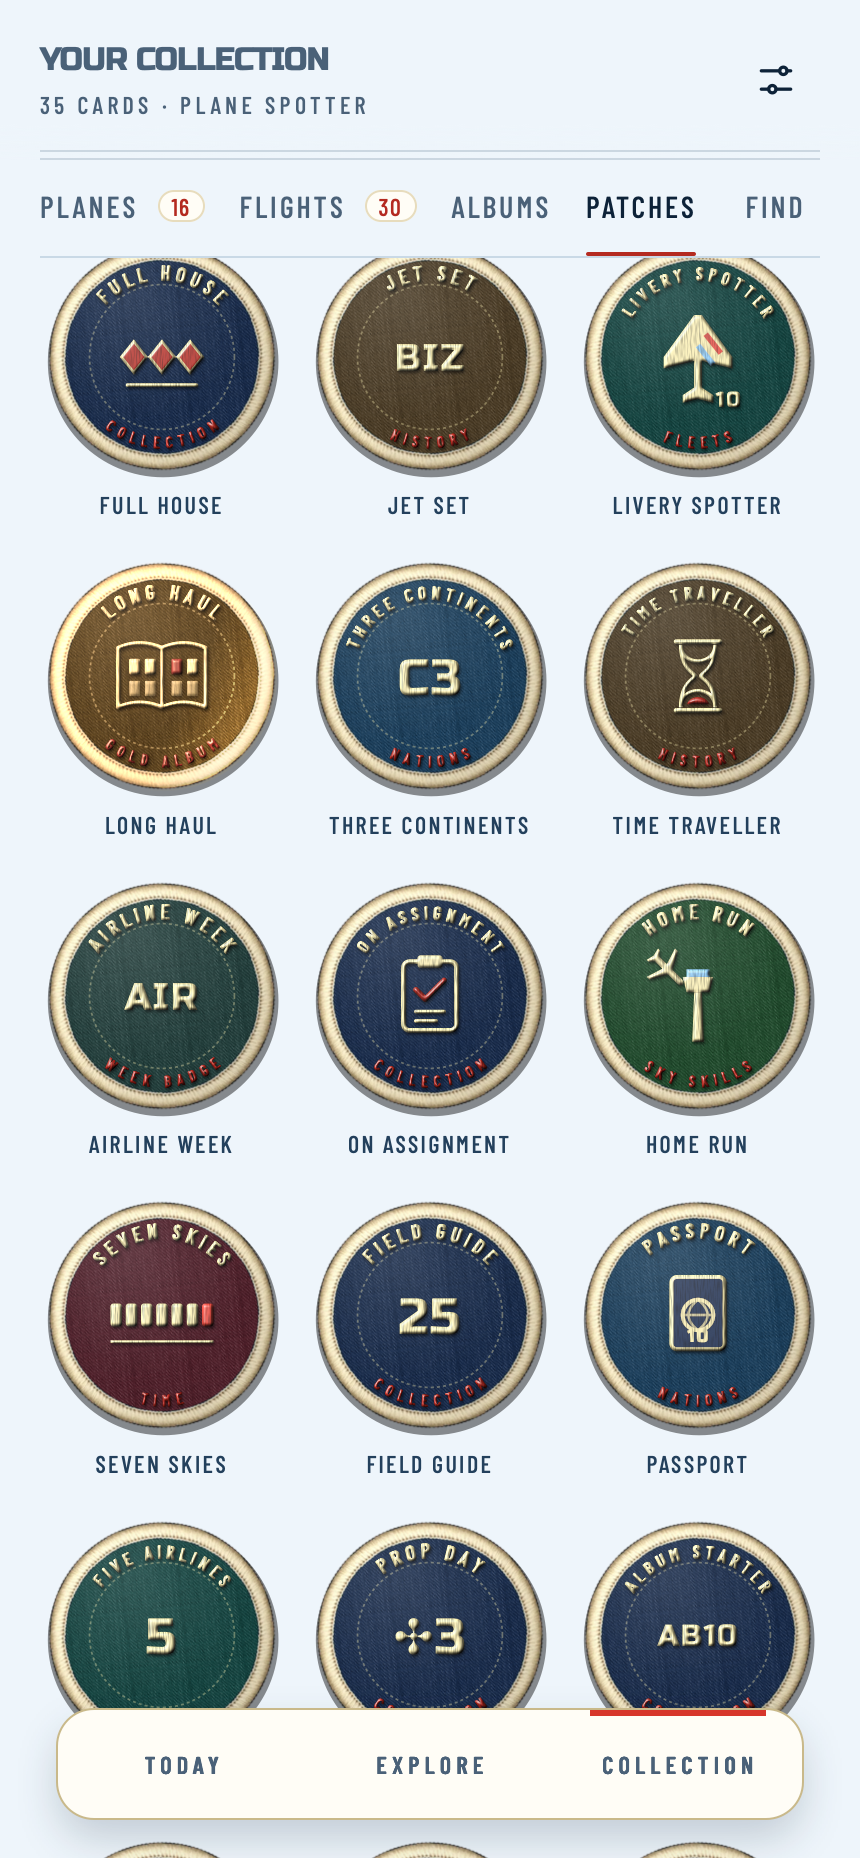 YOUR COLLECTION
35 CARDS · PLANE SPOTTER
PLANES 16 FLIGHTS 30 ALBUMS PATCHES FIND
FULL HOUSE
COLLECTION
FULL HOUSE
JET SET
BIZ
HISTORY
JET SET
LIVERY SPOTTER
10
FLEETS
LIVERY SPOTTER
LONG HAUL
GOLD ALBUM
LONG HAUL
THREE CONTINENTS
C3
NATIONS
THREE CONTINENTS
TIME TRAVELLER
HISTORY
TIME TRAVELLER
AIRLINE WEEK
AIR
WEEK BADGE
AIRLINE WEEK
ON ASSIGNMENT
COLLECTION
ON ASSIGNMENT
HOME RUN
SKY SKILLS
HOME RUN
SEVEN SKIES
TIME
SEVEN SKIES
FIELD GUIDE
25
COLLECTION
FIELD GUIDE
PASSPORT
10
NATIONS
PASSPORT
FIVE AIRLINES
5
PROP DAY
3
ALBUM STARTER
AB10
TODAY EXPLORE COLLECTION